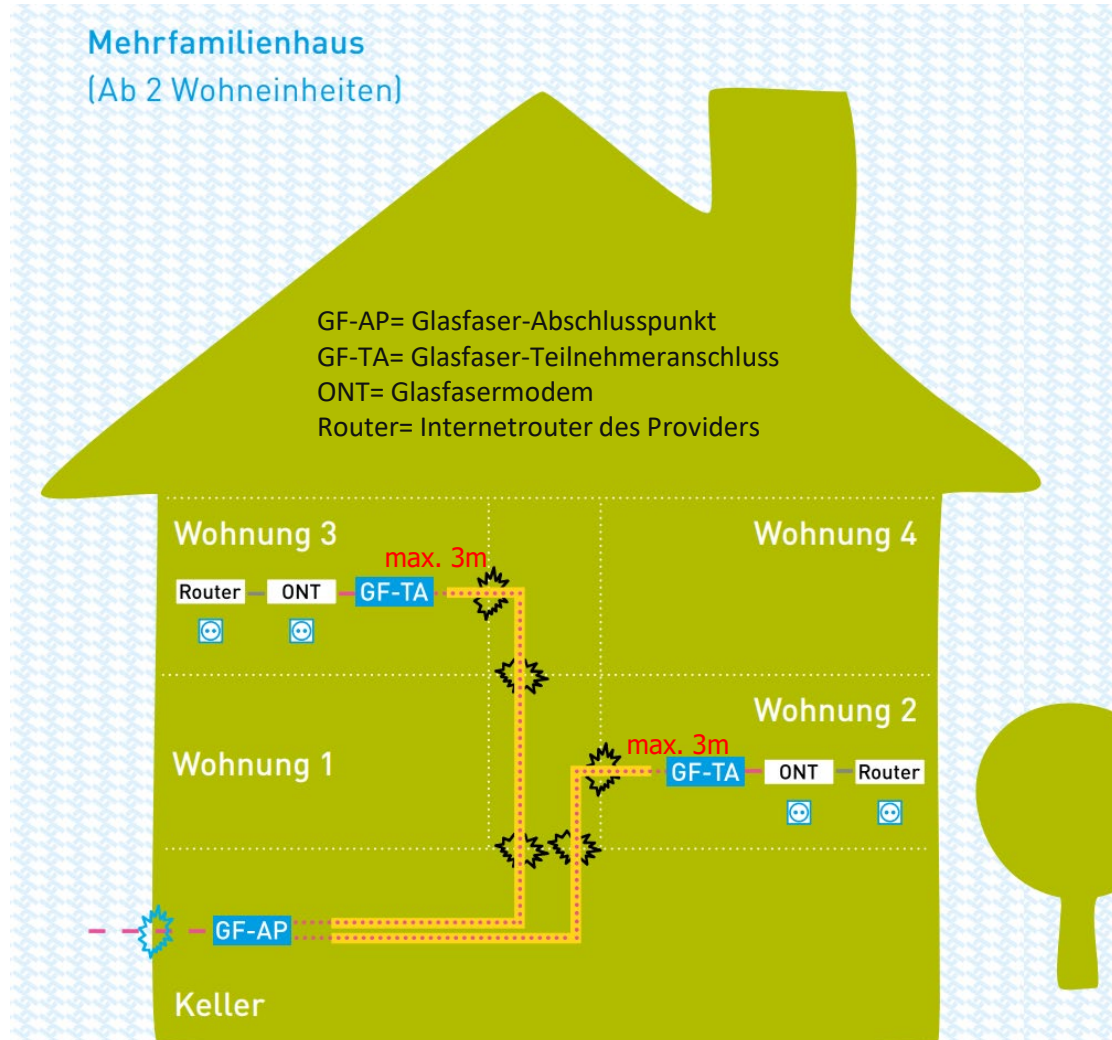 Mehrfamilienhaus
(Ab 2 Wohneinheiten)
GF-AP= Glasfaser-Abschlusspunkt
GF-TA= Glasfaser-Teilnehmeranschluss
ONT= Glasfasermodem
Router= Internetrouter des Providers
Wohnung 3
Wohnung 4
max. 3m
Router
ONT
GF-TA
Wohnung 2
Wohnung 1
max. 3m
GF-TA
ONT
Router
GF-AP
Keller